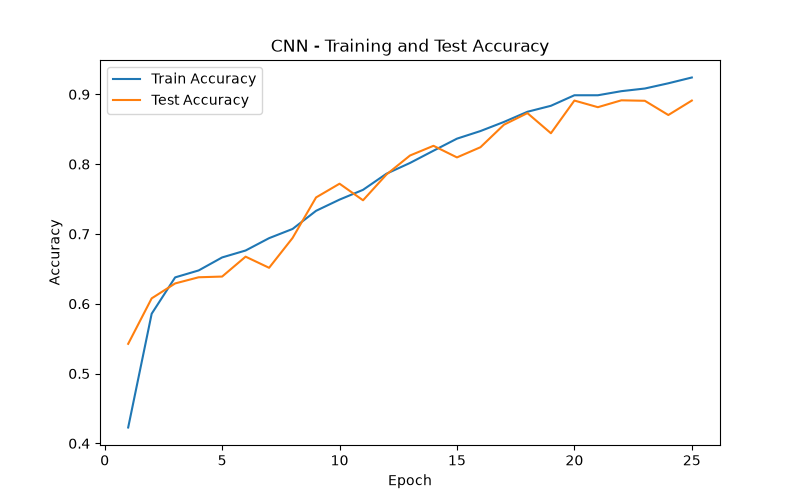 CNN - Training and Test Accuracy
Train Accuracy
Test Accuracy
Accuracy
0.9
0.8
0.7
0.6
0.5
0.4
0 5 10 15 20 25
Epoch